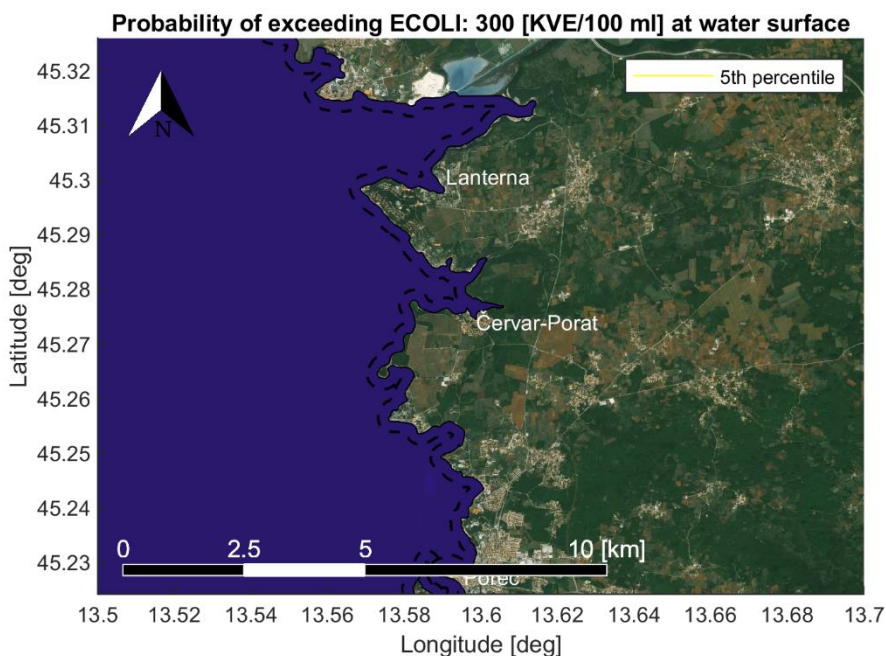 Probability of exceeding ECOLI: 300 [KVE/100 ml] at water surface
5th percentile
N
Lanterna
Červar-Porat
Poreč
0 2.5 5 10 [km]
45.32
45.31
45.3
45.29
45.28
45.27
45.26
45.25
45.24
45.23
Latitude [deg]
13.5 13.52 13.54 13.56 13.58 13.6 13.62 13.64 13.66 13.68 13.7
Longitude [deg]